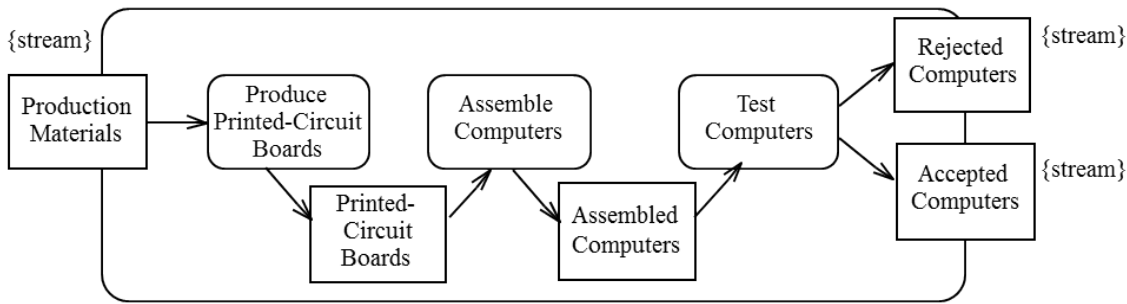 {stream}
Production
Materials
Produce
Printed-Circuit
Boards
Printed-
Circuit
Boards
Assemble
Computers
Assembled
Computers
Test
Computers
Rejected
Computers
{stream}
Accepted
Computers
{stream}